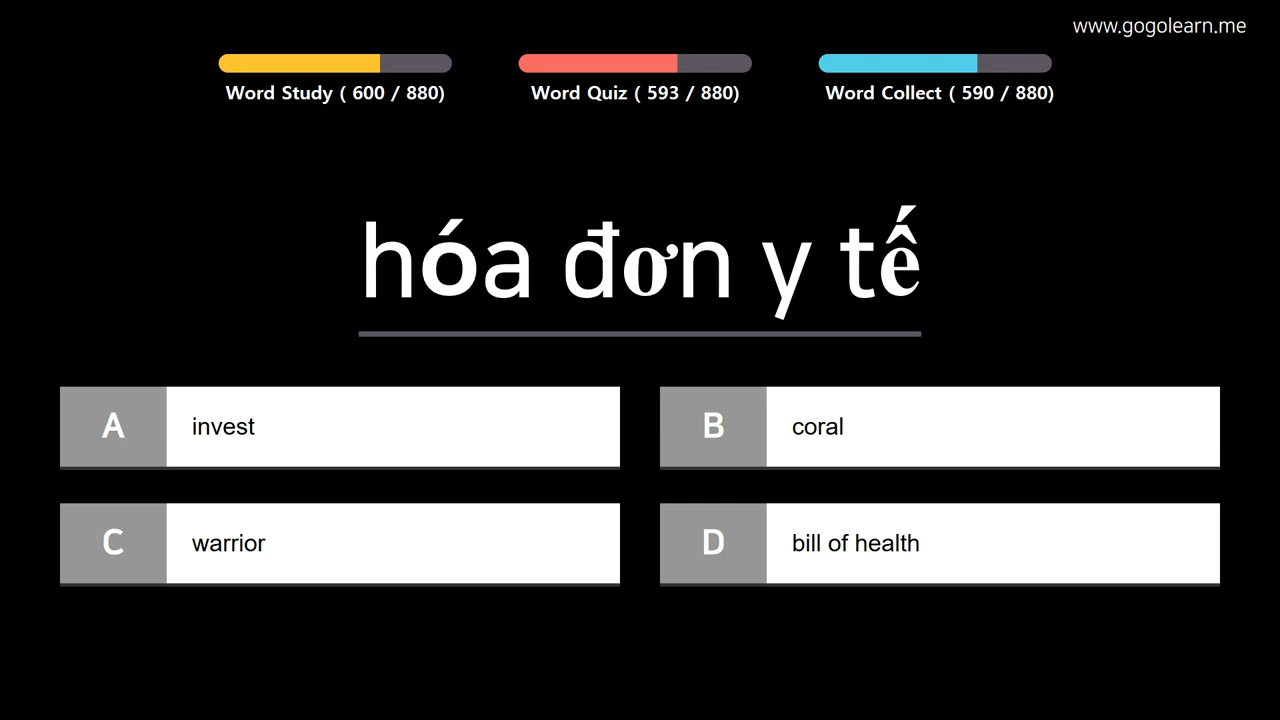 www.gogolearn.me
Word Study ( 600 / 880)
Word Quiz ( 593 / 880)
Word Collect ( 590 / 880)
hóa đơn y tế
A invest
B coral
C warrior
D bill of health